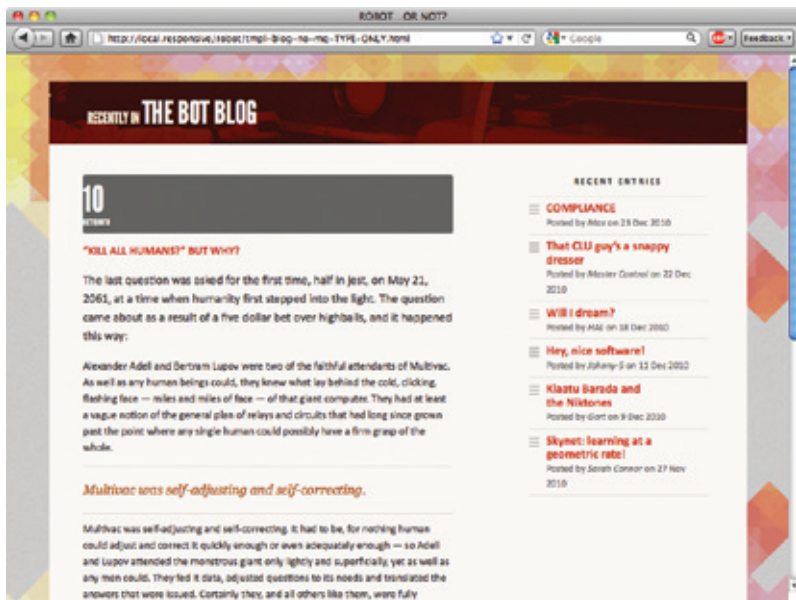 ROBOT...OR NOT?
http://local.responsive/robot/tmpl-blog-no-mq-TYPE-ONLY.html
Google
Feedback
RECENTLY IN THE BOT BLOG
10
OCTOBER
"KILL ALL HUMANS?" BUT WHY?
The last question was asked for the first time, half in jest, on May 21,
2061, at a time when humanity first stepped into the light. The question
came about as a result of a five dollar bet over highballs, and it happened
this way:
Alexander Adell and Bertram Lupov were two of the faithful attendants of Multivac.
As well as any human beings could, they knew what lay behind the cold, clicking,
flashing face — miles and miles of face — of that giant computer. They had at least
a vague notion of the general plan of relays and circuits that had long since grown
past the point where any single human could possibly have a firm grasp of the
whole.
Multivac was self-adjusting and self-correcting.
Multivac was self-adjusting and self-correcting. It had to be, for nothing human
could adjust and correct it quickly enough or even adequately enough — so Adell
and Lupov attended the monstrous giant only lightly and superficially, yet as well as
any men could. They fed it data, adjusted questions to its needs and translated the
answers that were issued. Certainly they, and all others like them, were fully
RECENT ENTRIES
COMPLIANCE
Posted by Max on 23 Dec 2010
That CLU guy's a snappy
dresser
Posted by Master Control on 22 Dec
2010
Will I dream?
Posted by HAL on 18 Dec 2010
Hey, nice software!
Posted by Johnny-5 on 11 Dec 2010
Klaatu Barada and
the Niktones
Posted by Gort on 9 Dec 2010
Skynet: learning at a
geometric rate!
Posted by Sarah Connor on 27 Nov
2010